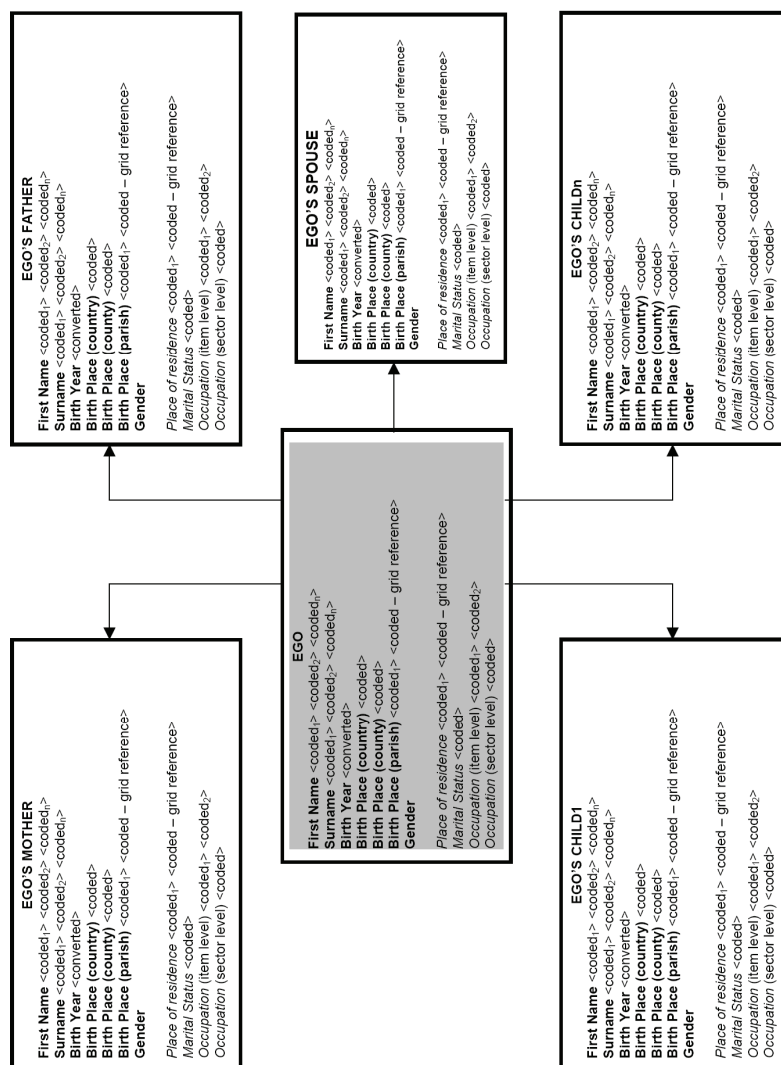 EGO'S MOTHER
First Name <coded₁> <coded₂> <codedₙ>
Surname <coded₁> <coded₂> <codedₙ>
Birth Year <converted>
Birth Place (country) <coded>
Birth Place (county) <coded>
Birth Place (parish) <coded₁> <coded – grid reference>
Gender
Place of residence <coded₁> <coded – grid reference>
Marital Status <coded>
Occupation (item level) <coded₁> <coded₂>
Occupation (sector level) <coded>
EGO'S FATHER
First Name <coded₁> <coded₂> <codedₙ>
Surname <coded₁> <coded₂> <codedₙ>
Birth Year <converted>
Birth Place (country) <coded>
Birth Place (county) <coded>
Birth Place (parish) <coded₁> <coded – grid reference>
Gender
Place of residence <coded₁> <coded – grid reference>
Marital Status <coded>
Occupation (item level) <coded₁> <coded₂>
Occupation (sector level) <coded>
EGO
First Name <coded₁> <coded₂> <codedₙ>
Surname <coded₁> <coded₂> <codedₙ>
Birth Year <converted>
Birth Place (country) <coded>
Birth Place (county) <coded>
Birth Place (parish) <coded₁> <coded – grid reference>
Gender
Place of residence <coded₁> <coded – grid reference>
Marital Status <coded>
Occupation (item level) <coded₁> <coded₂>
Occupation (sector level) <coded>
EGO'S SPOUSE
First Name <coded₁> <coded₂> <codedₙ>
Surname <coded₁> <coded₂> <codedₙ>
Birth Year <converted>
Birth Place (country) <coded>
Birth Place (county) <coded>
Birth Place (parish) <coded₁> <coded – grid reference>
Gender
Place of residence <coded₁> <coded – grid reference>
Marital Status <coded>
Occupation (item level) <coded₁> <coded₂>
Occupation (sector level) <coded>
EGO'S CHILD1
First Name <coded₁> <coded₂> <codedₙ>
Surname <coded₁> <coded₂> <codedₙ>
Birth Year <converted>
Birth Place (country) <coded>
Birth Place (county) <coded>
Birth Place (parish) <coded₁> <coded – grid reference>
Gender
Place of residence <coded₁> <coded – grid reference>
Marital Status <coded>
Occupation (item level) <coded₁> <coded₂>
Occupation (sector level) <coded>
EGO'S CHILDn
First Name <coded₁> <coded₂> <codedₙ>
Surname <coded₁> <coded₂> <codedₙ>
Birth Year <converted>
Birth Place (country) <coded>
Birth Place (county) <coded>
Birth Place (parish) <coded₁> <coded – grid reference>
Gender
Place of residence <coded₁> <coded – grid reference>
Marital Status <coded>
Occupation (item level) <coded₁> <coded₂>
Occupation (sector level) <coded>